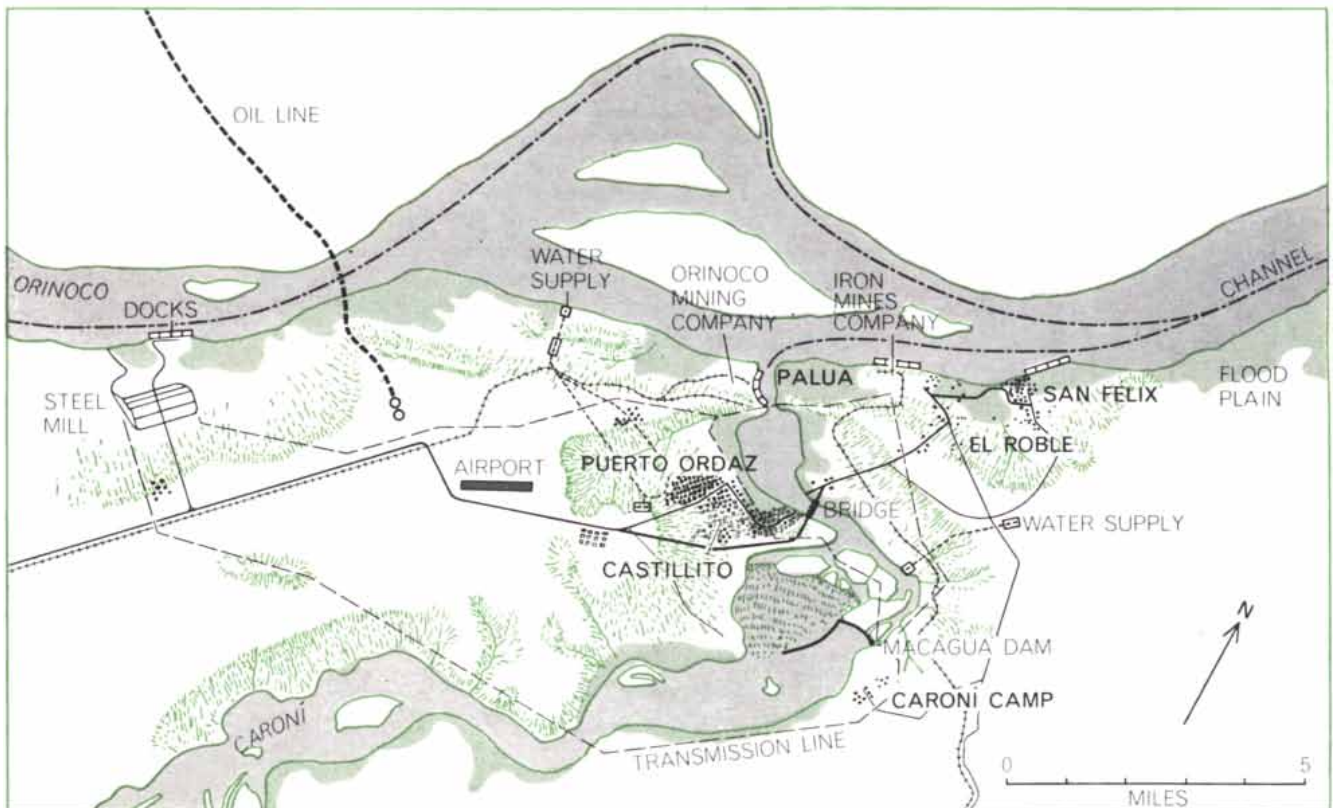 OIL LINE
WATER
SUPPLY
ORINOCO
MINING
COMPANY
IRON
MINES
COMPANY
CHANNEL
ORINOCO
DOCKS
PALUA
SAN FELIX
FLOOD
PLAIN
STEEL
MILL
EL ROBLE
AIRPORT
PUERTO ORDAZ
BRIDGE
WATER SUPPLY
CASTILLITO
N
MACAGUA DAM
CARONI CAMP
CARONÍ
TRANSMISSION LINE
0 5
MILES